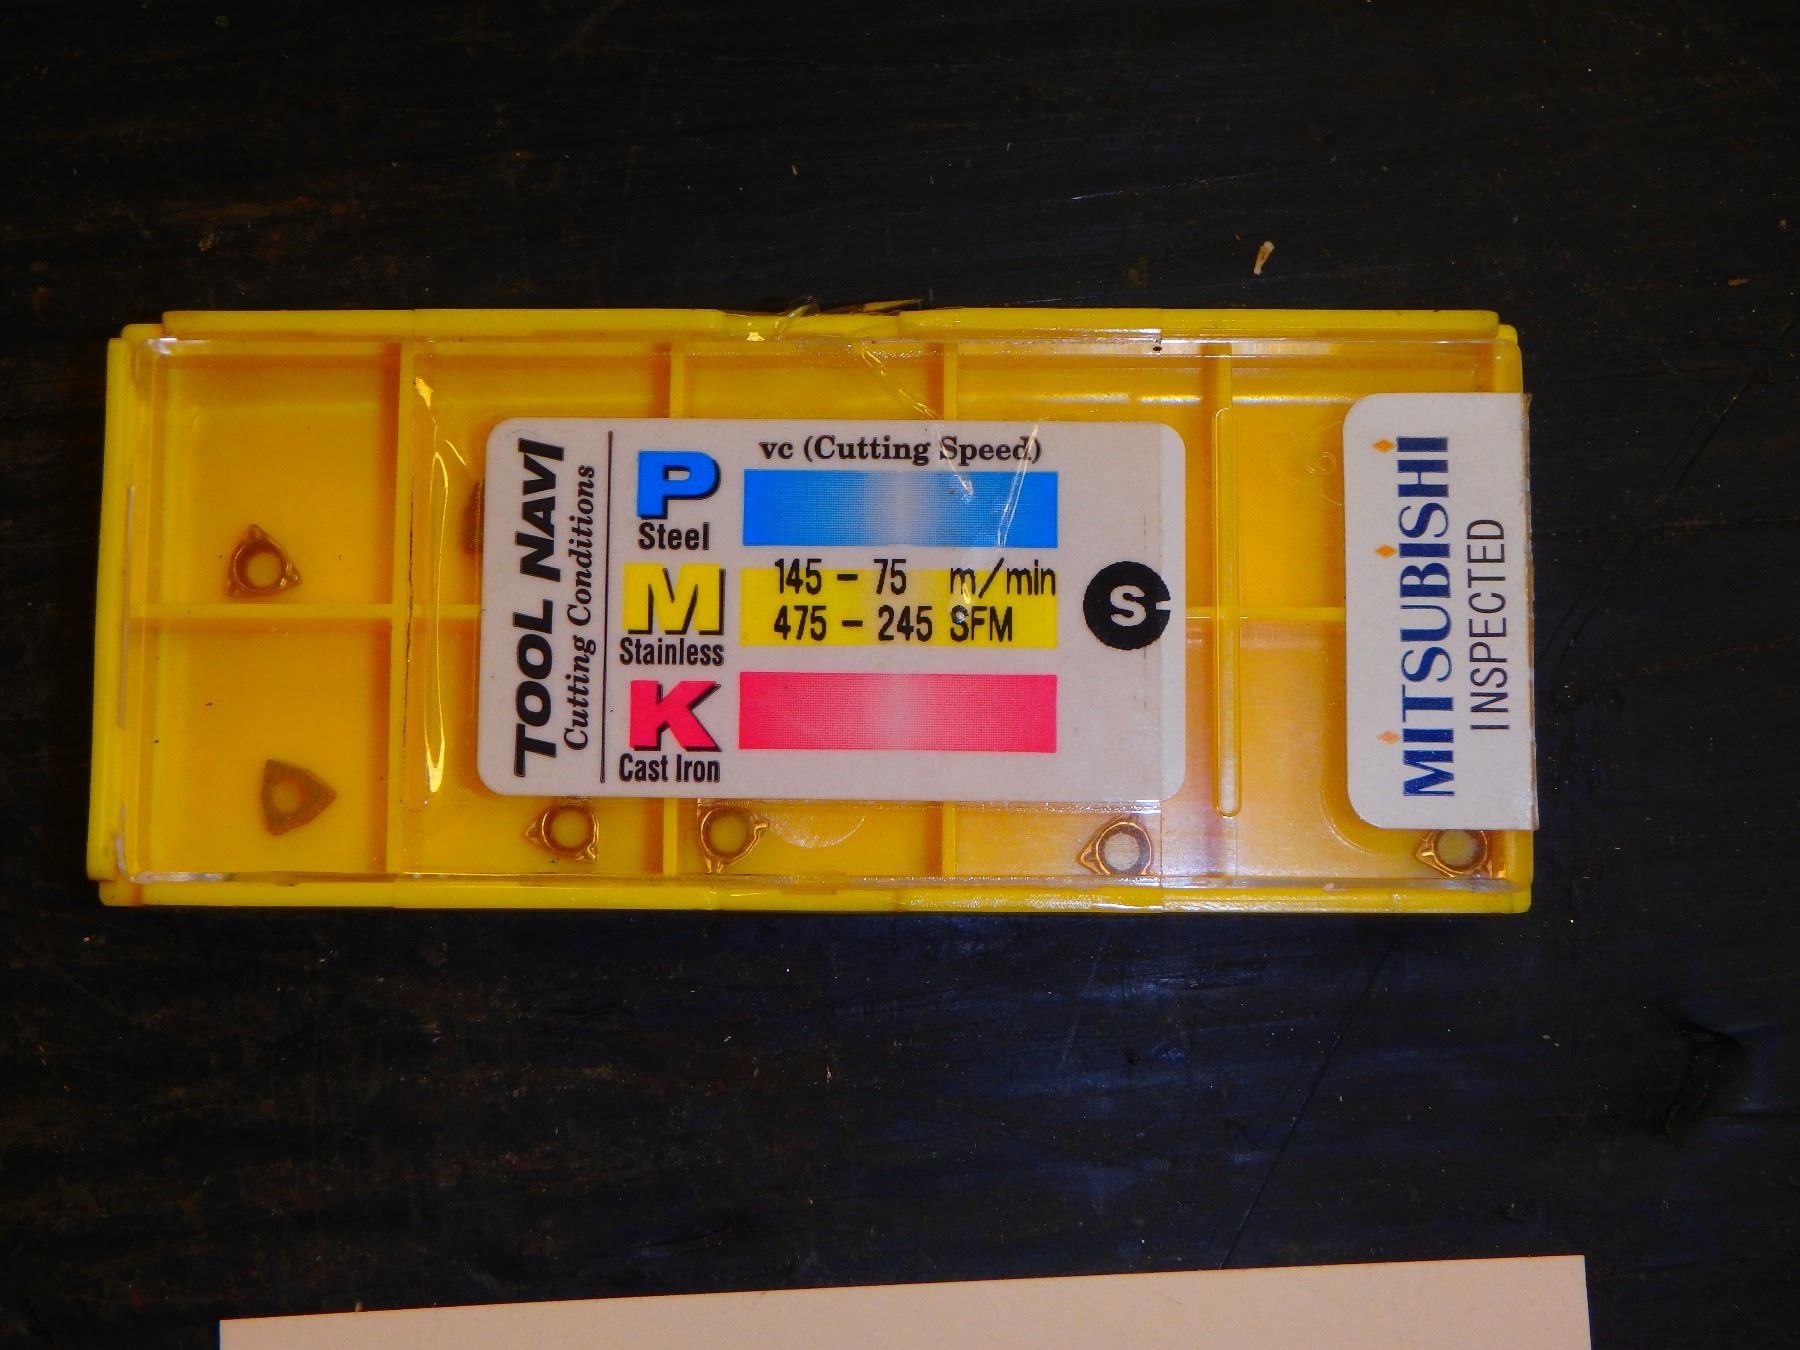 TOOL NAVI
Cutting Conditions
vc (Cutting Speed)
P
Steel
M
Stainless
145 - 75 m/min
475 - 245 SFM
K
Cast Iron
S
MITSUBISHI
INSPECTED